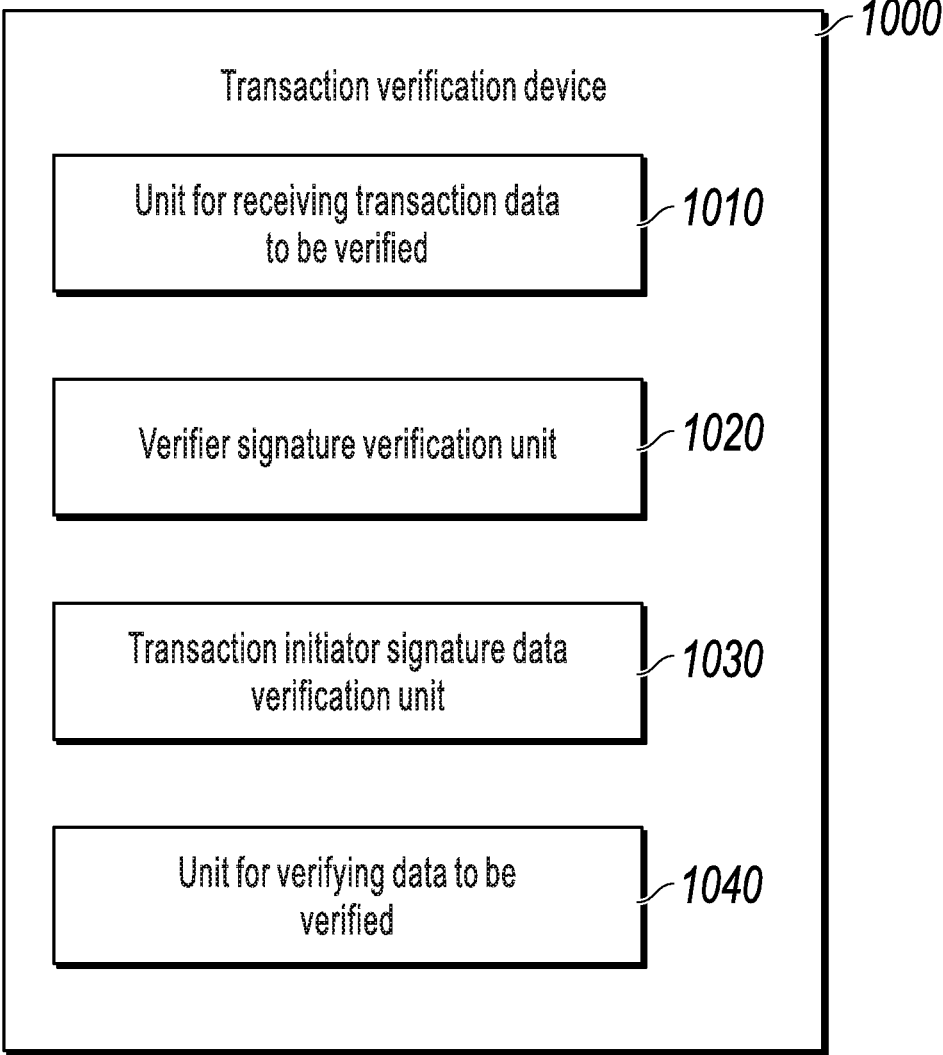 1000
Transaction verification device
Unit for receiving transaction data
to be verified
1010
Verifier signature verification unit
1020
Transaction initiator signature data
verification unit
1030
Unit for verifying data to be
verified
1040